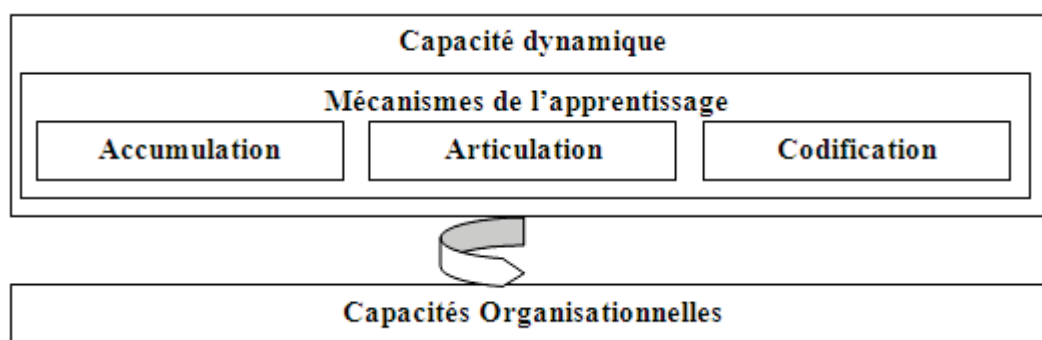 Capacité dynamique
Mécanismes de l'apprentissage
Accumulation Articulation Codification
Capacités Organisationnelles